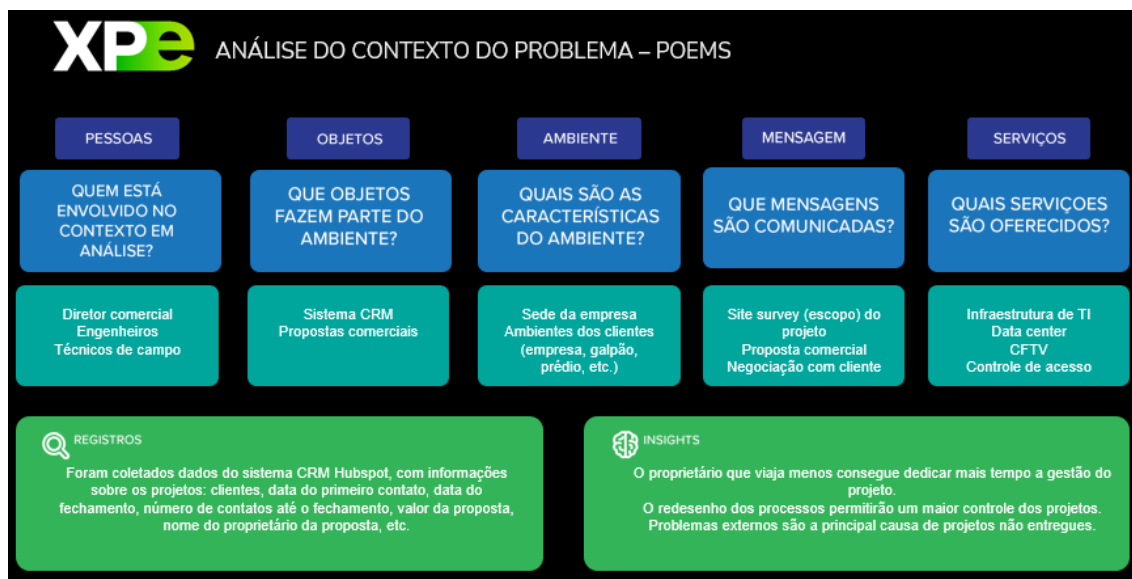 XPe
ANÁLISE DO CONTEXTO DO PROBLEMA – POEMS
PESSOAS
OBJETOS
AMBIENTE
MENSAGEM
SERVIÇOS
QUEM ESTÁ
ENVOLVIDO NO
CONTEXTO EM
ANÁLISE?
QUE OBJETOS
FAZEM PARTE DO
AMBIENTE?
QUAIS SÃO AS
CARACTERÍSTICAS
DO AMBIENTE?
QUE MENSAGENS
SÃO COMUNICADAS?
QUAIS SERVIÇOES
SÃO OFERECIDOS?
Diretor comercial
Engenheiros
Técnicos de campo
Sistema CRM
Propostas comerciais
Sede da empresa
Ambientes dos clientes
(empresa, galpão,
prédio, etc.)
Site survey (escopo) do
projeto
Proposta comercial
Negociação com cliente
Infraestrutura de TI
Data center
CFTV
Controle de acesso
REGISTROS
Foram coletados dados do sistema CRM Hubspot, com informações
sobre os projetos: clientes, data do primeiro contato, data do
fechamento, número de contatos até o fechamento, valor da proposta,
nome do proprietário da proposta, etc.
INSIGHTS
O proprietário que viaja menos consegue dedicar mais tempo a gestão do
projeto.
O redesenho dos processos permitirão um maior controle dos projetos.
Problemas externos são a principal causa de projetos não entregues.